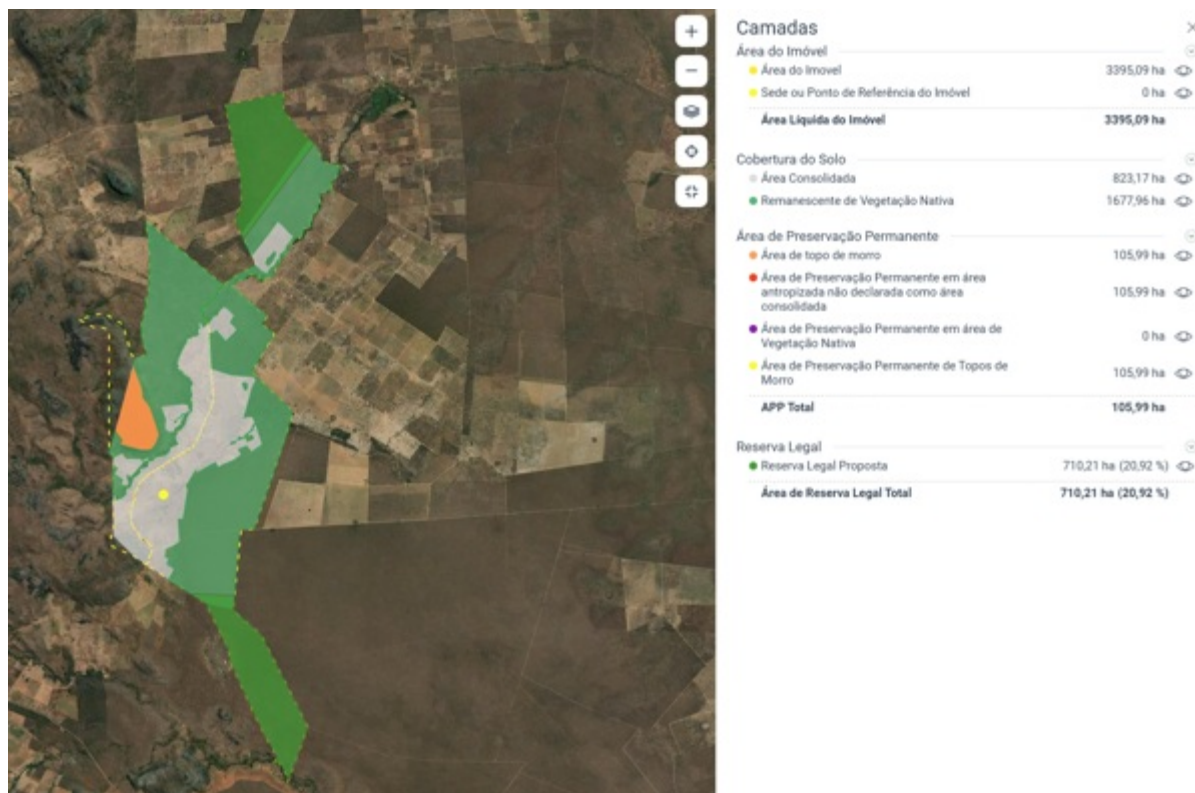 Camadas
Área do Imóvel
Área do Imovel 3395,09 ha
Sede ou Ponto de Referência do Imóvel 0 ha
Área Líquida do Imóvel 3395,09 ha
Cobertura do Solo
Área Consolidada 823,17 ha
Remanescente de Vegetação Nativa 1677,96 ha
Área de Preservação Permanente
Área de topo de morro 105,99 ha
Área de Preservação Permanente em área
antropizada não declarada como área 105,99 ha
consolidada
Área de Preservação Permanente em área de 0 ha
Vegetação Nativa
Área de Preservação Permanente de Topos de 105,99 ha
Morro
APP Total 105,99 ha
Reserva Legal
Reserva Legal Proposta 710,21 ha (20,92 %)
Área de Reserva Legal Total 710,21 ha (20,92 %)